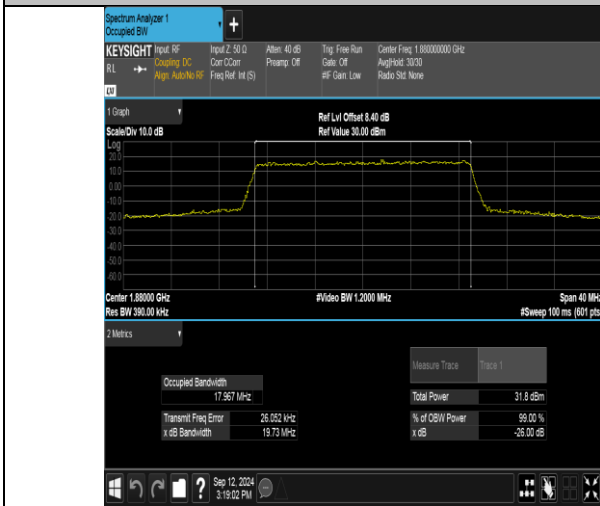 Spectrum Analyzer 1
Occupied BW
+
KEYSIGHT Input: RF Input Z: 50 Ω Atten: 40 dB Trig: Free Run Center Freq: 1.880000000 GHz
RL Coupling: DC Corr CCorr Preamp: Off Gate: Off Avg|Hold: 30/30
Align: Auto/No RF Freq Ref: Int (S) #IF Gain: Low Radio Std: None
1 Graph
Ref Lvl Offset 8.40 dB
Scale/Div 10.0 dB Ref Value 30.00 dBm
Log
20.0
10.0
0.00
-10.0
-20.0
-30.0
-40.0
-50.0
-60.0
Center 1.88000 GHz #Video BW 1.2000 MHz Span 40 MHz
Res BW 390.00 kHz #Sweep 100 ms (601 pts
2 Metrics
Measure Trace Trace 1
Occupied Bandwidth
17.967 MHz Total Power 31.8 dBm
Transmit Freq Error 26.052 kHz % of OBW Power 99.00 %
x dB Bandwidth 19.73 MHz x dB -26.00 dB
? Sep 12, 2024
3:19:02 PM